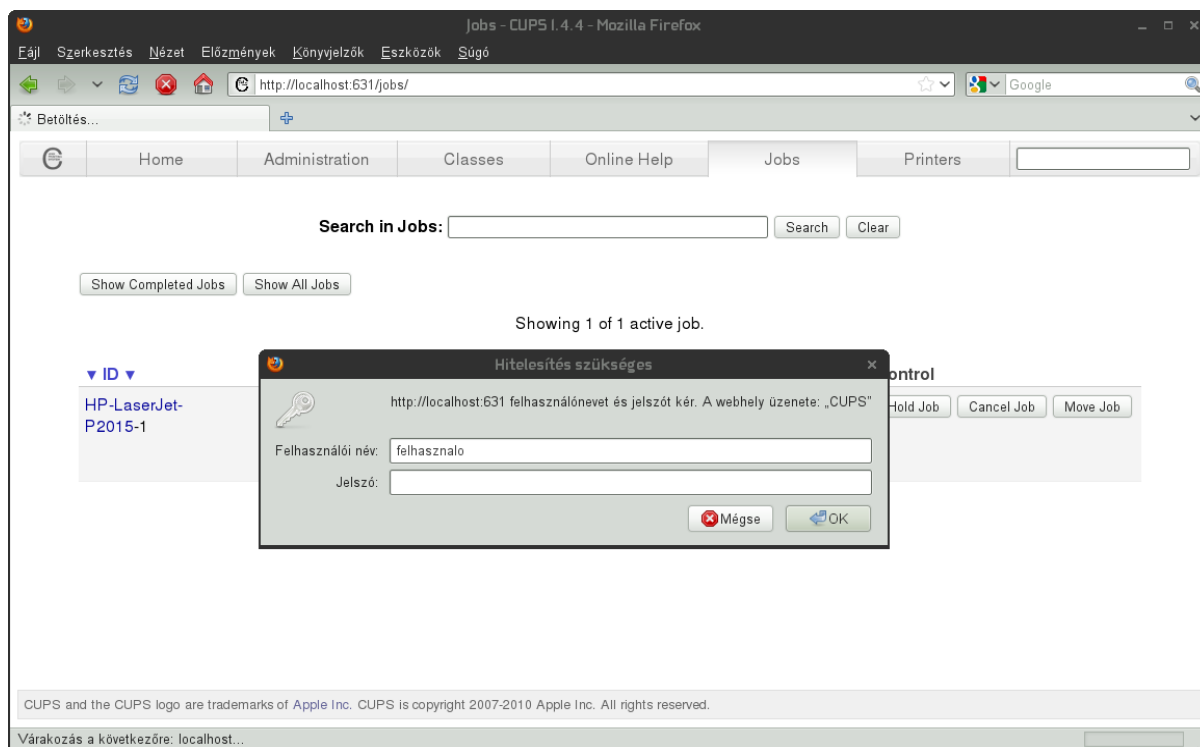 Jobs - CUPS 1.4.4 - Mozilla Firefox
Fájl Szerkesztés Nézet Előzmények Könyvjelzők Eszközök Súgó
http://localhost:631/jobs/ Google
Betöltés...
Home Administration Classes Online Help Jobs Printers
Search in Jobs: Search Clear
Show Completed Jobs Show All Jobs
Showing 1 of 1 active job.
▼ ID ▼ ontrol
HP-LaserJet-
P2015-1
Hold Job Cancel Job Move Job
Hitelesítés szükséges
http://localhost:631 felhasználónevet és jelszót kér. A webhely üzenete: „CUPS”
Felhasználói név: felhasznalo
Jelszó:
Mégse OK
CUPS and the CUPS logo are trademarks of Apple Inc. CUPS is copyright 2007-2010 Apple Inc. All rights reserved.
Várakozás a következőre: localhost...